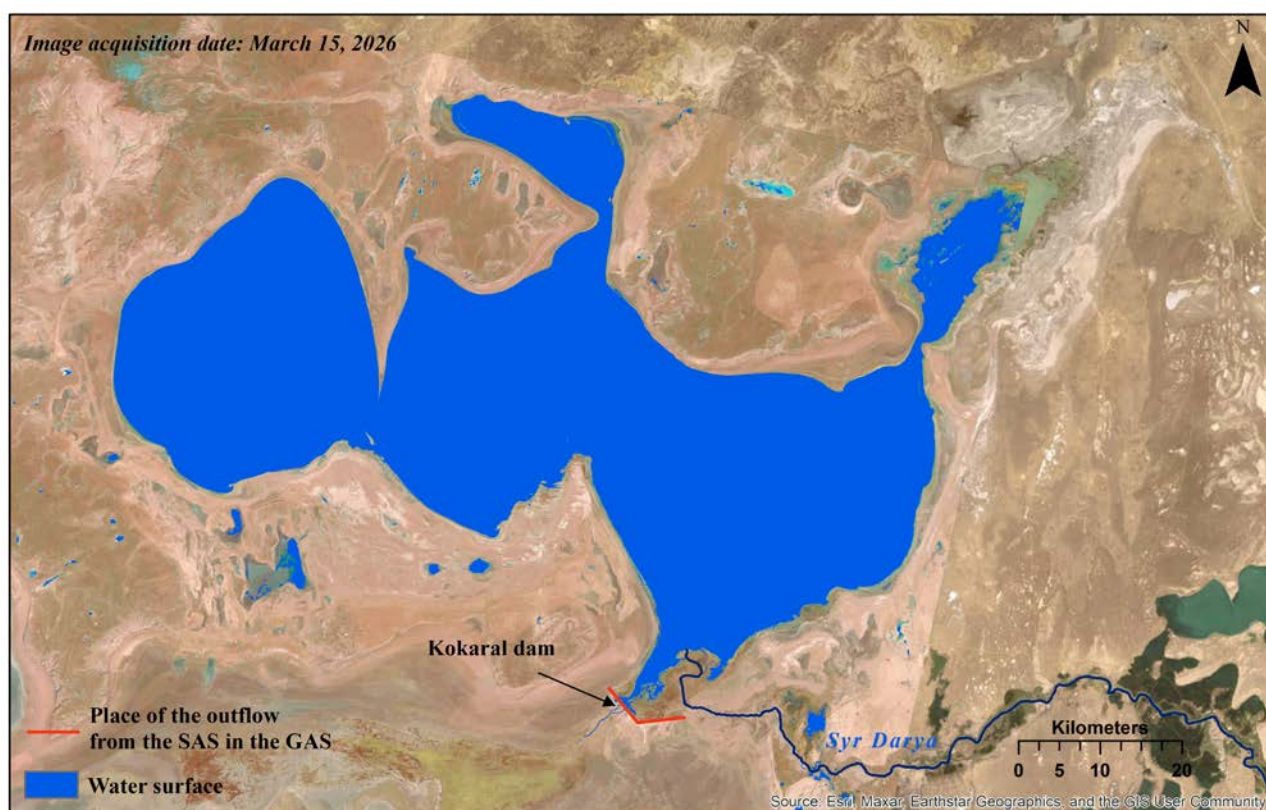 Image acquisition date: March 15, 2026
N
Kokaral dam
Place of the outflow
from the SAS in the GAS
Water surface
Syr Darya
Kilometers
0 5 10 20
Source: Esri, Maxar, Earthstar Geographics, and the GIS User Community